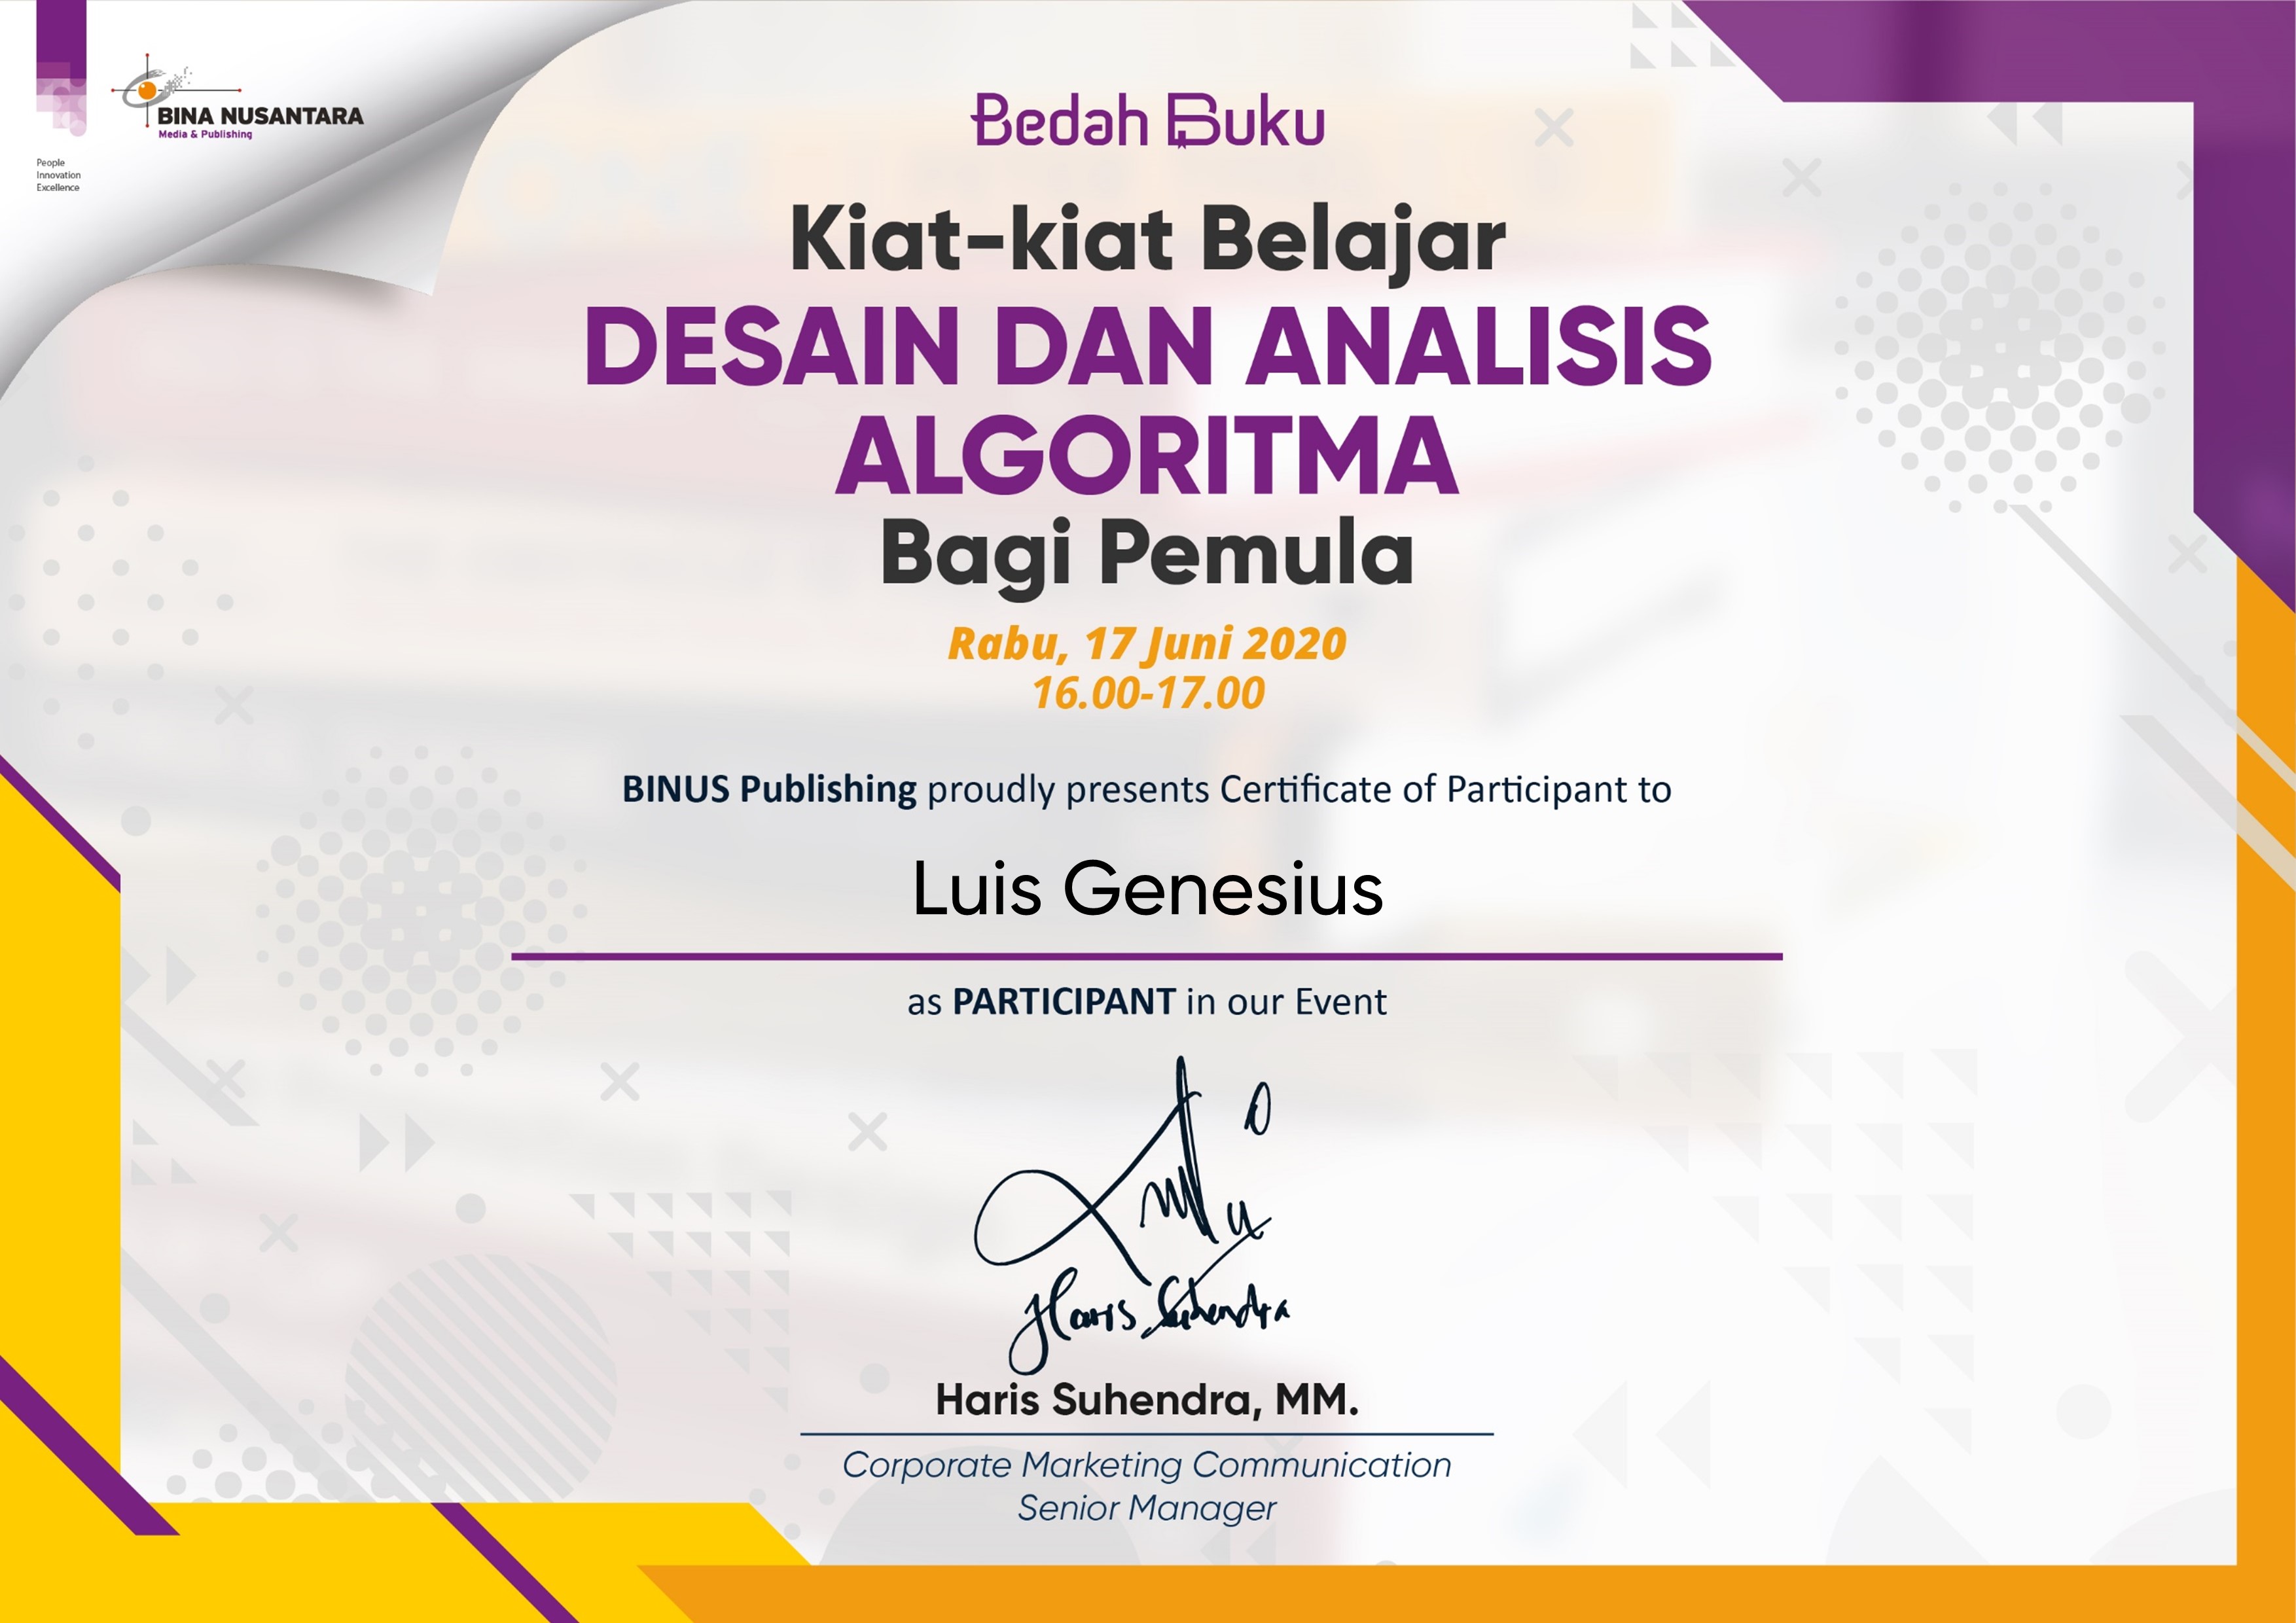 BINA NUSANTARA
Media & Publishing
People
Innovation
Excellence
Bedah Buku
Kiat-kiat Belajar
DESAIN DAN ANALISIS
ALGORITMA
Bagi Pemula
Rabu, 17 Juni 2020
16.00-17.00
BINUS Publishing proudly presents Certificate of Participant to
Luis Genesius
as PARTICIPANT in our Event
Haris Suhendra
Haris Suhendra, MM.
Corporate Marketing Communication
Senior Manager